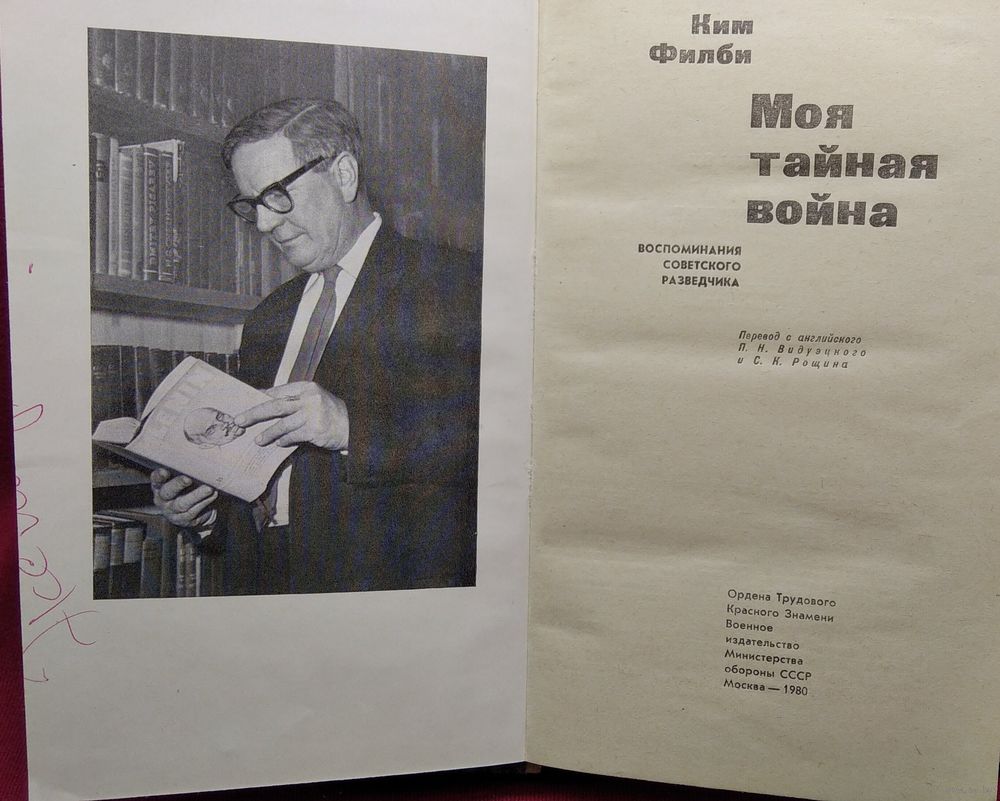 Ким
Филби
Моя
тайная
война
ВОСПОМИНАНИЯ
СОВЕТСКОГО
РАЗВЕДЧИКА
Перевод с английского
П. Н. Видуэцкого
и С. К. Рощина
Ордена Трудового
Красного Знамени
Военное
издательство
Министерства
обороны СССР
Москва — 1980